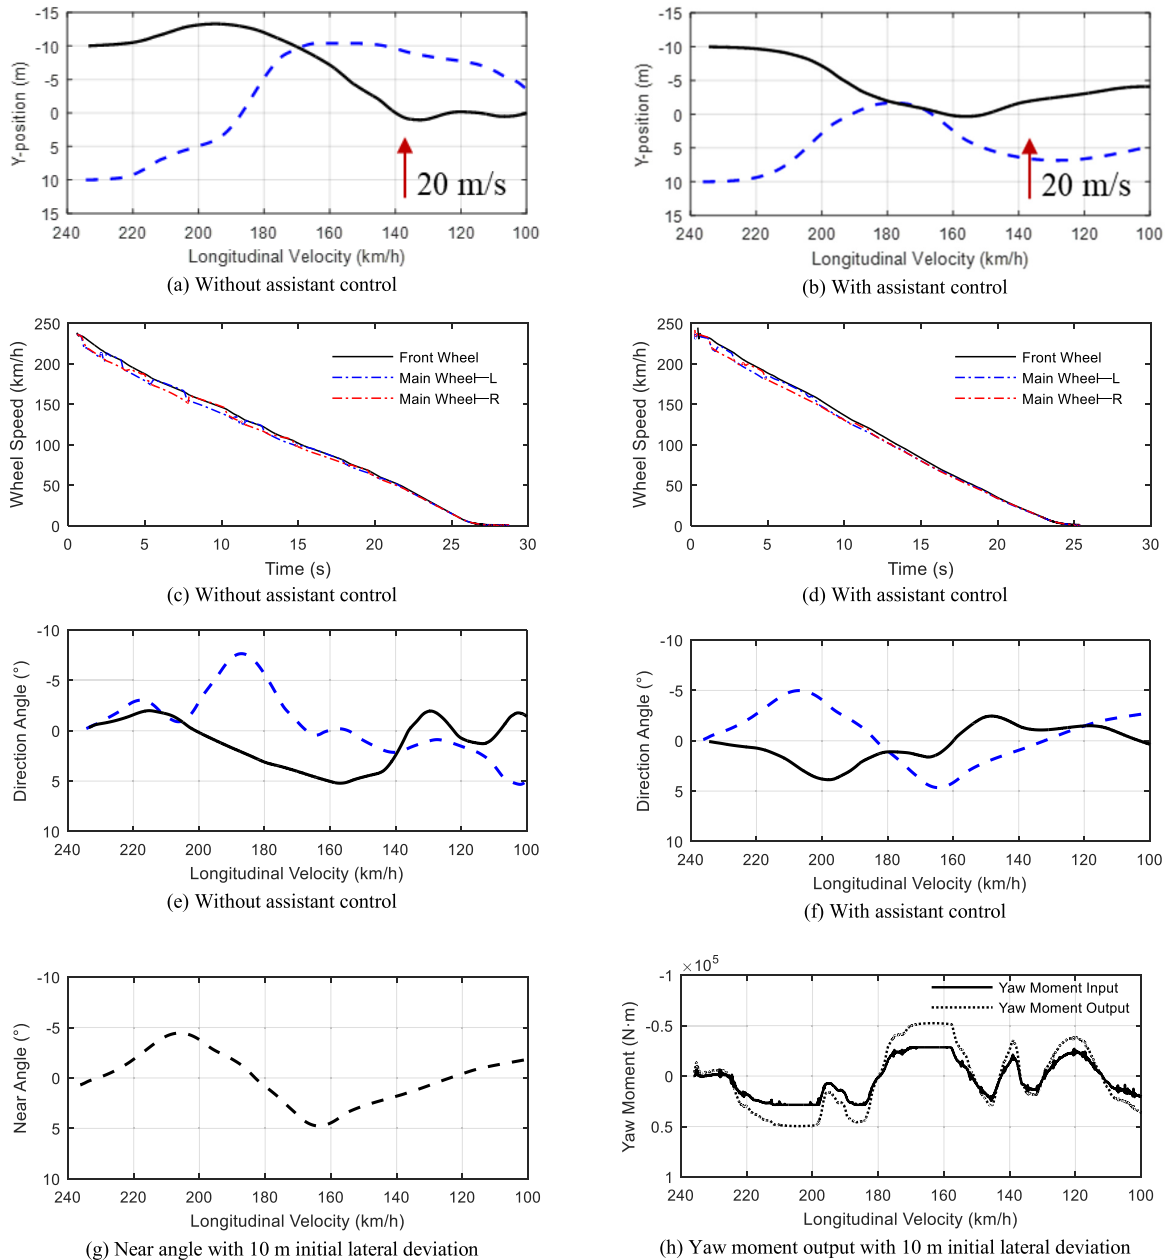 -10
-5
0
5
10
15
Y-position (m)
20 m/s
240 220 200 180 160 140 120 100
Longitudinal Velocity (km/h)
(a) Without assistant control
-10
-5
0
5
10
15
Y-position (m)
20 m/s
240 220 200 180 160 140 120 100
Longitudinal Velocity (km/h)
(b) With assistant control
250
200
150
100
50
0
Wheel Speed (km/h)
Front Wheel
Main Wheel—L
Main Wheel—R
0 5 10 15 20 25 30
Time (s)
(c) Without assistant control
250
200
150
100
50
0
Wheel Speed (km/h)
Front Wheel
Main Wheel—L
Main Wheel—R
0 5 10 15 20 25 30
Time (s)
(d) With assistant control
-10
-5
0
5
10
Direction Angle (°)
240 220 200 180 160 140 120 100
Longitudinal Velocity (km/h)
(e) Without assistant control
-10
-5
0
5
10
Direction Angle (°)
240 220 200 180 160 140 120 100
Longitudinal Velocity (km/h)
(f) With assistant control
-10
-5
0
5
10
Near Angle (°)
240 220 200 180 160 140 120 100
Longitudinal Velocity (km/h)
(g) Near angle with 10 m initial lateral deviation
×10⁵
-1
-0.5
0
0.5
1
Yaw Moment (N·m)
Yaw Moment Input
Yaw Moment Output
240 220 200 180 160 140 120 100
Longitudinal Velocity (km/h)
(h) Yaw moment output with 10 m initial lateral deviation